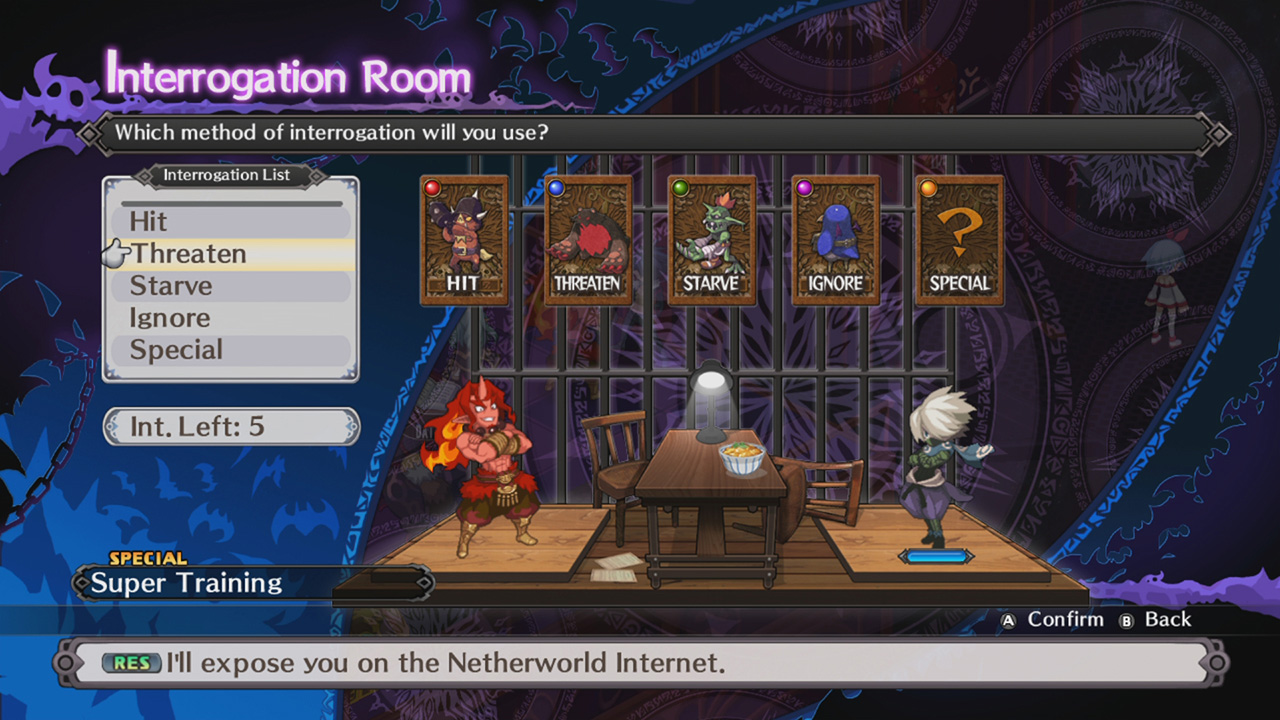 Interrogation Room
Which method of interrogation will you use?
Interrogation List
Hit
Threaten
Starve
Ignore
Special
HIT
THREATEN
STARVE
IGNORE
?
SPECIAL
Int. Left: 5
SPECIAL
Super Training
A Confirm B Back
RES I'll expose you on the Netherworld Internet.